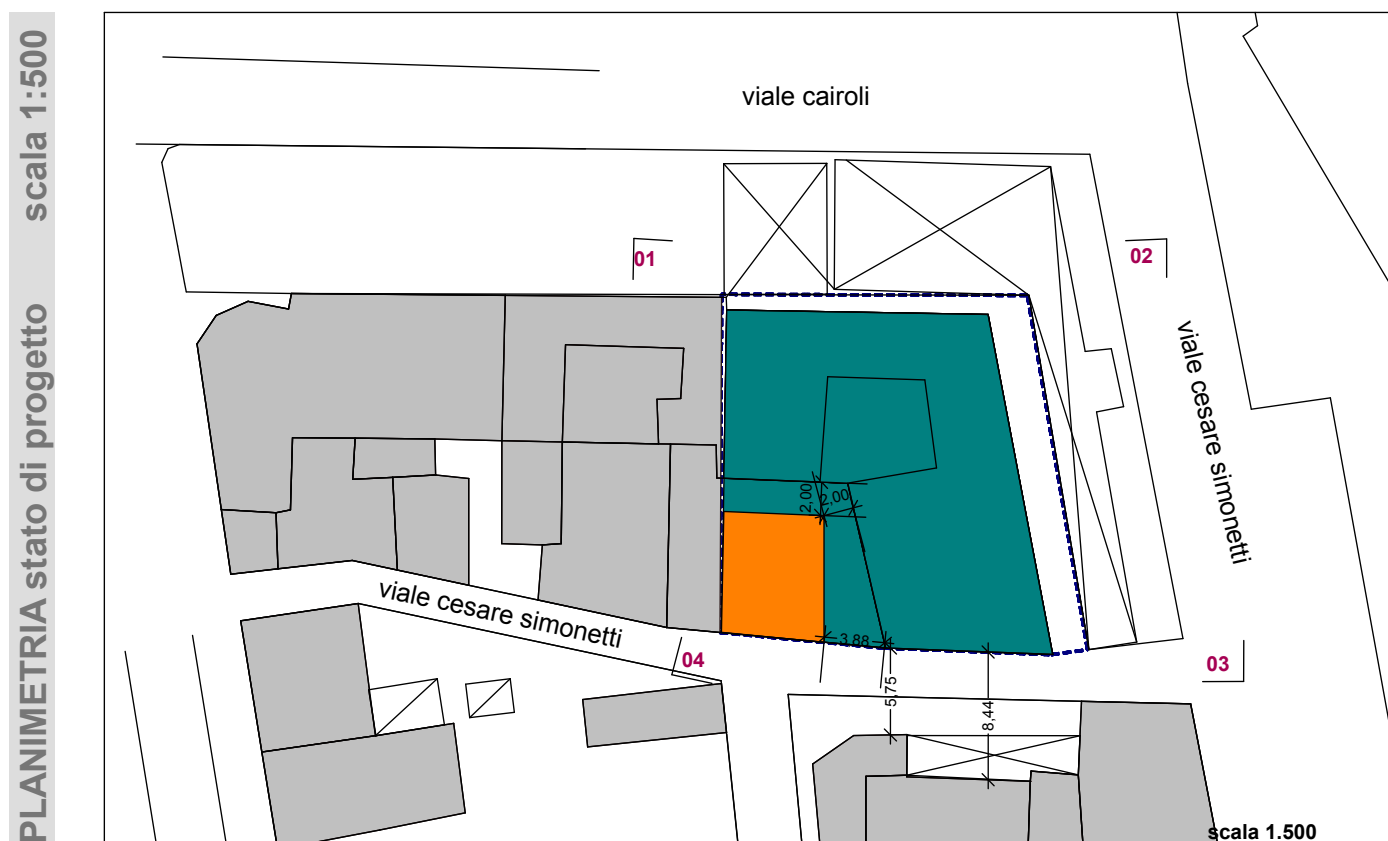 PLANIMETRIA stato di progetto scala 1:500
viale cairoli
01
02
viale cesare simonetti
2,00
2,00
viale cesare simonetti
3,88
04
03
5,75
8,44
scala 1.500